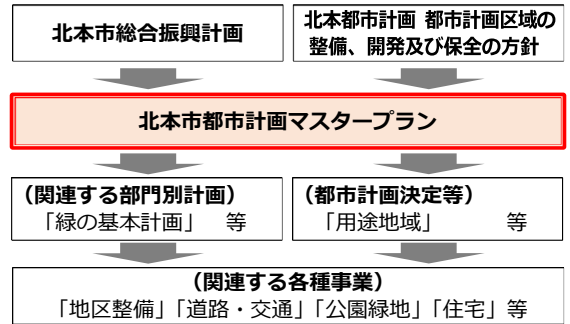 北本市総合振興計画
北本都市計画 都市計画区域の
整備、開発及び保全の方針
北本市都市計画マスタープラン
(関連する部門別計画)
「緑の基本計画」 等
(都市計画決定等)
「用途地域」 等
(関連する各種事業)
「地区整備」「道路・交通」「公園緑地」「住宅」等